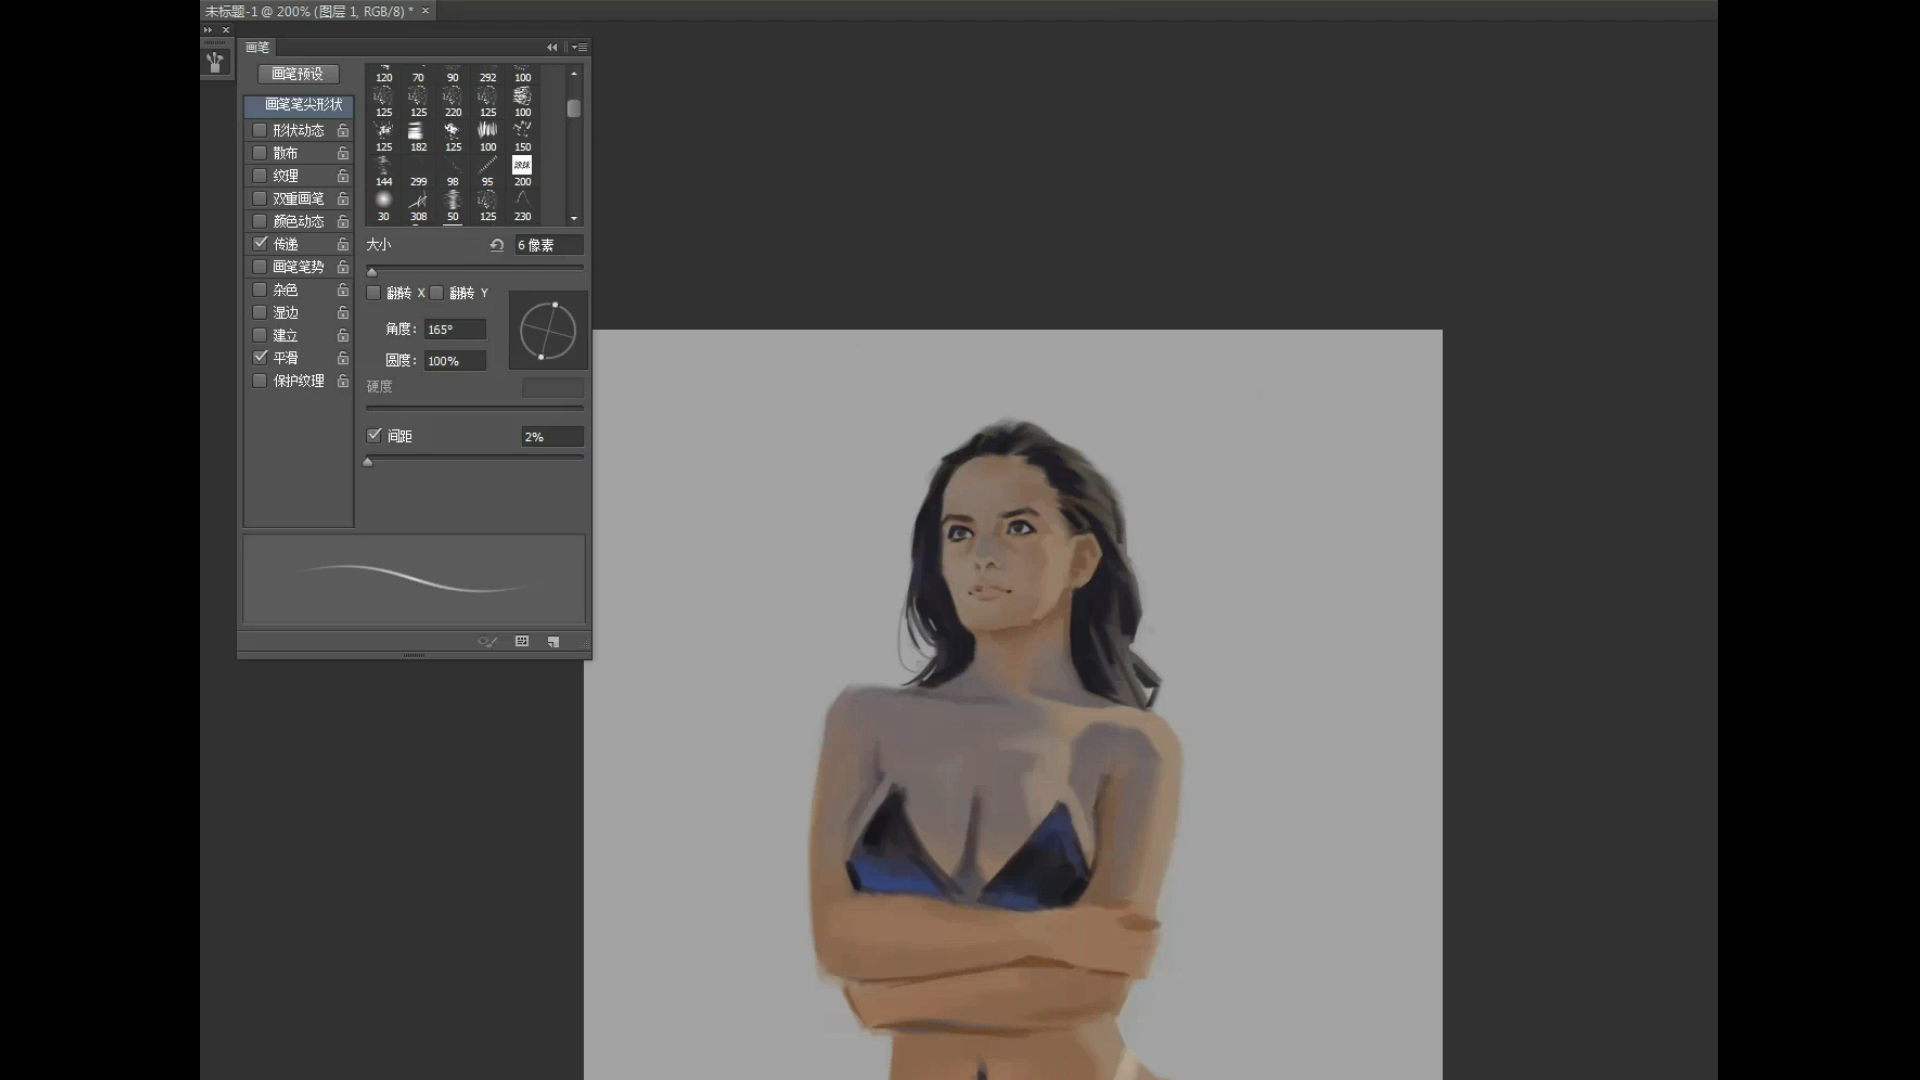 未标题-1 @ 200% (图层 1, RGB/8) * ×
画笔
画笔预设
画笔笔尖形状
形状动态
散布
纹理
双重画笔
颜色动态
传递
画笔笔势
杂色
湿边
建立
平滑
保护纹理
120 70 90 292 100
125 125 220 125 100
125 182 125 100 150
144 299 98 95 200
涂抹
30 308 50 125 230
大小 6 像素
翻转 X 翻转 Y
角度: 165°
圆度: 100%
硬度
间距 2%